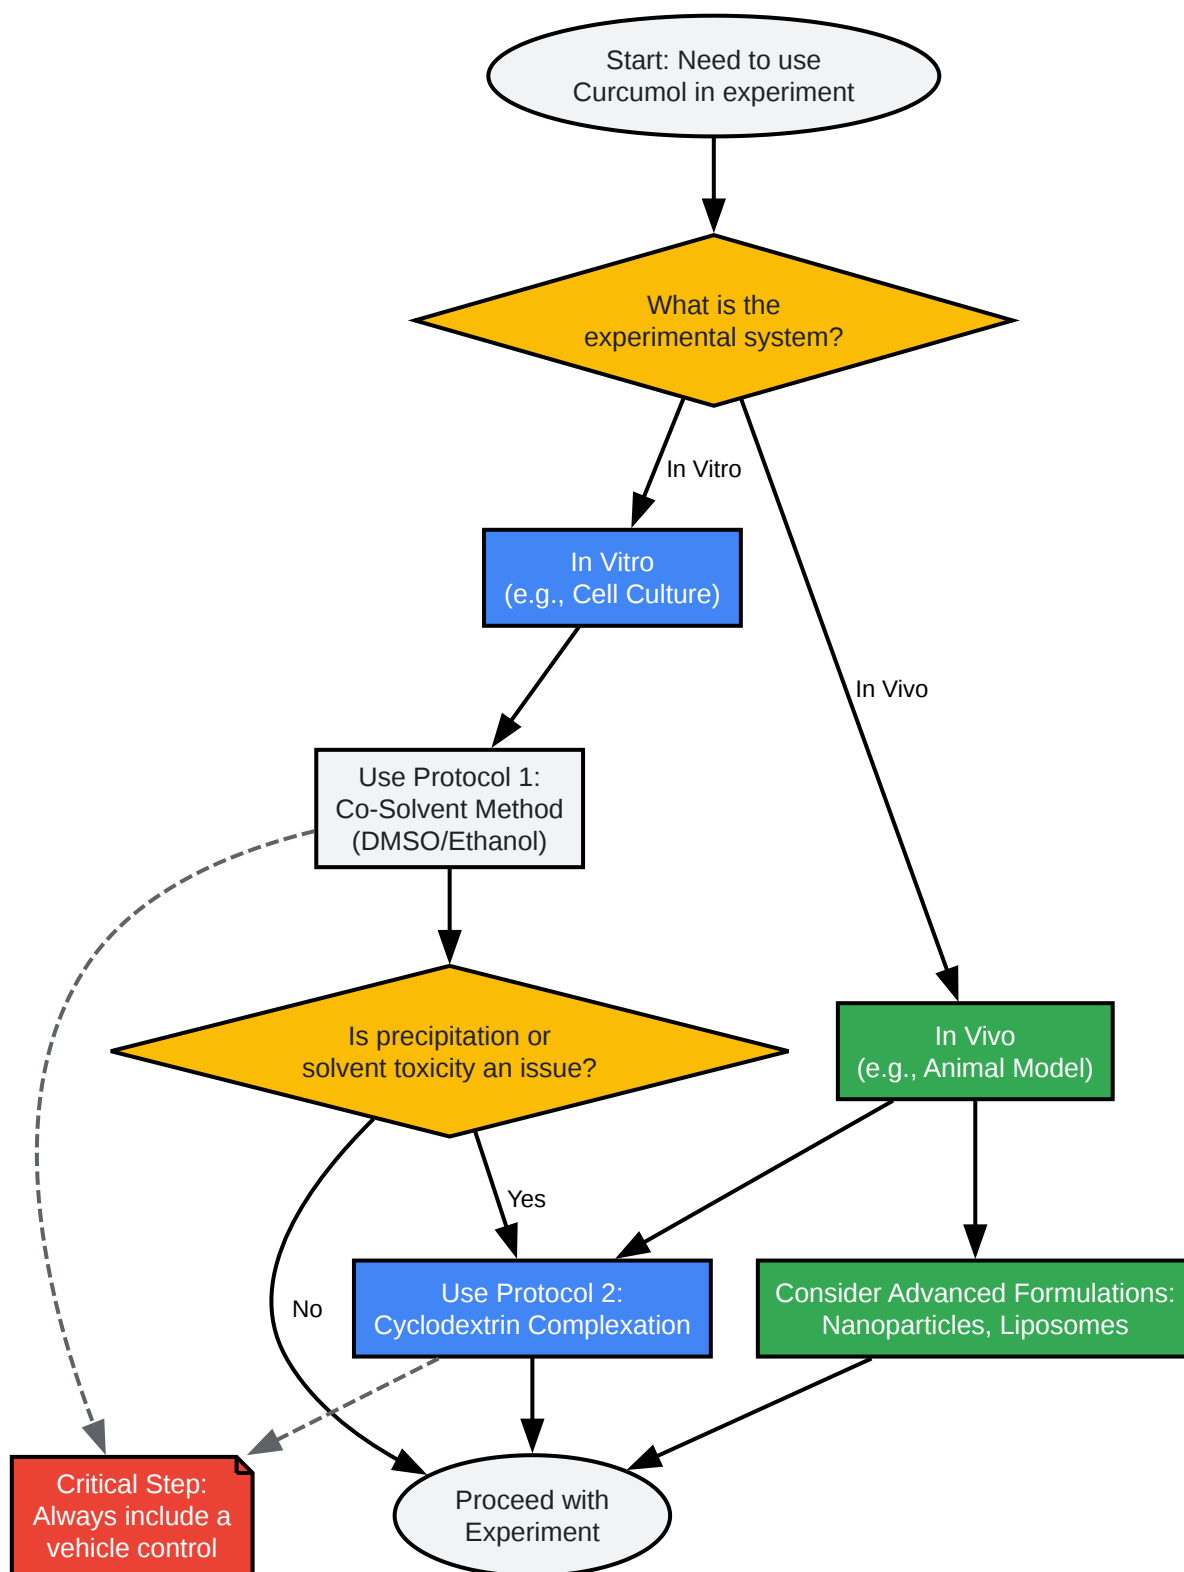 Start: Need to use
Curcumol in experiment
What is the
experimental system?
In Vitro
In Vitro
(e.g., Cell Culture)
In Vivo
Use Protocol 1:
Co-Solvent Method
(DMSO/Ethanol)
Is precipitation or
solvent toxicity an issue?
In Vivo
(e.g., Animal Model)
Yes
No
Use Protocol 2:
Cyclodextrin Complexation
Consider Advanced Formulations:
Nanoparticles, Liposomes
Critical Step:
Always include a
vehicle control
Proceed with
Experiment